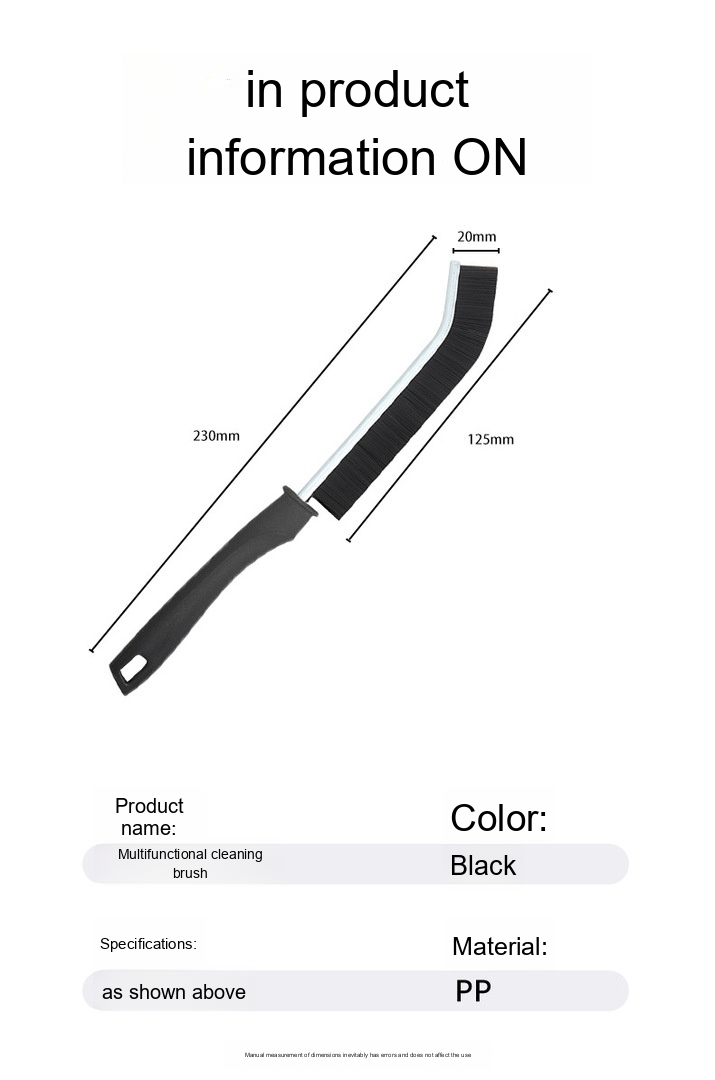 in product
information ON
20mm
230mm
125mm
Product
name:
Color:
Multifunctional cleaning
brush
Black
Specifications:
Material:
as shown above
PP
Manual measurement of dimensions inevitably has errors and does not affect the use